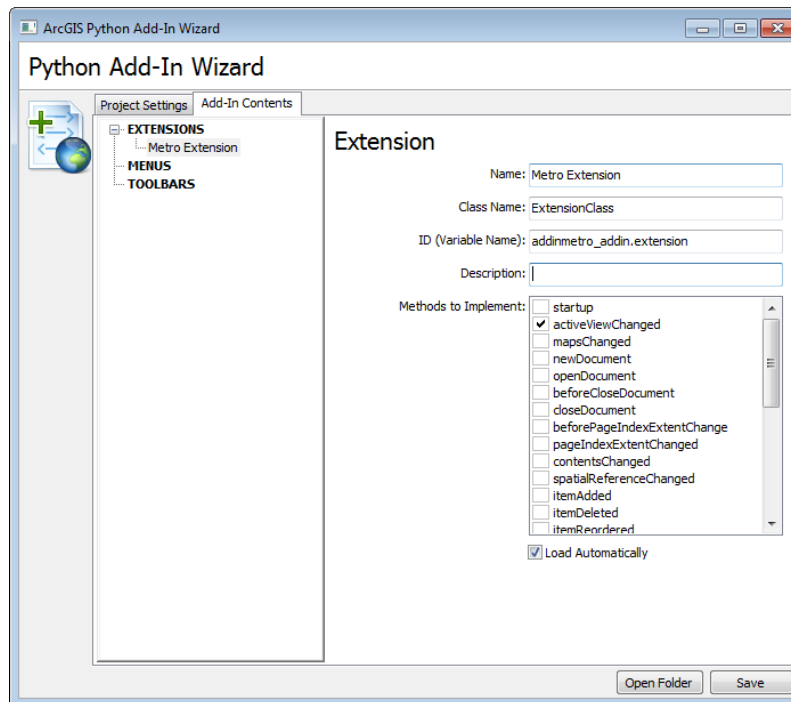 ArcGIS Python Add-In Wizard
Python Add-In Wizard
Project Settings Add-In Contents
EXTENSIONS
Metro Extension
MENUS
TOOLBARS
Extension
Name: Metro Extension
Class Name: ExtensionClass
ID (Variable Name): addinmetro_addin.extension
Description:
Methods to Implement: startup
activeViewChanged
mapsChanged
newDocument
openDocument
beforeCloseDocument
closeDocument
beforePageIndexExtentChange
pageIndexExtentChanged
contentsChanged
spatialReferenceChanged
itemAdded
itemDeleted
itemReordered
Load Automatically
Open Folder Save